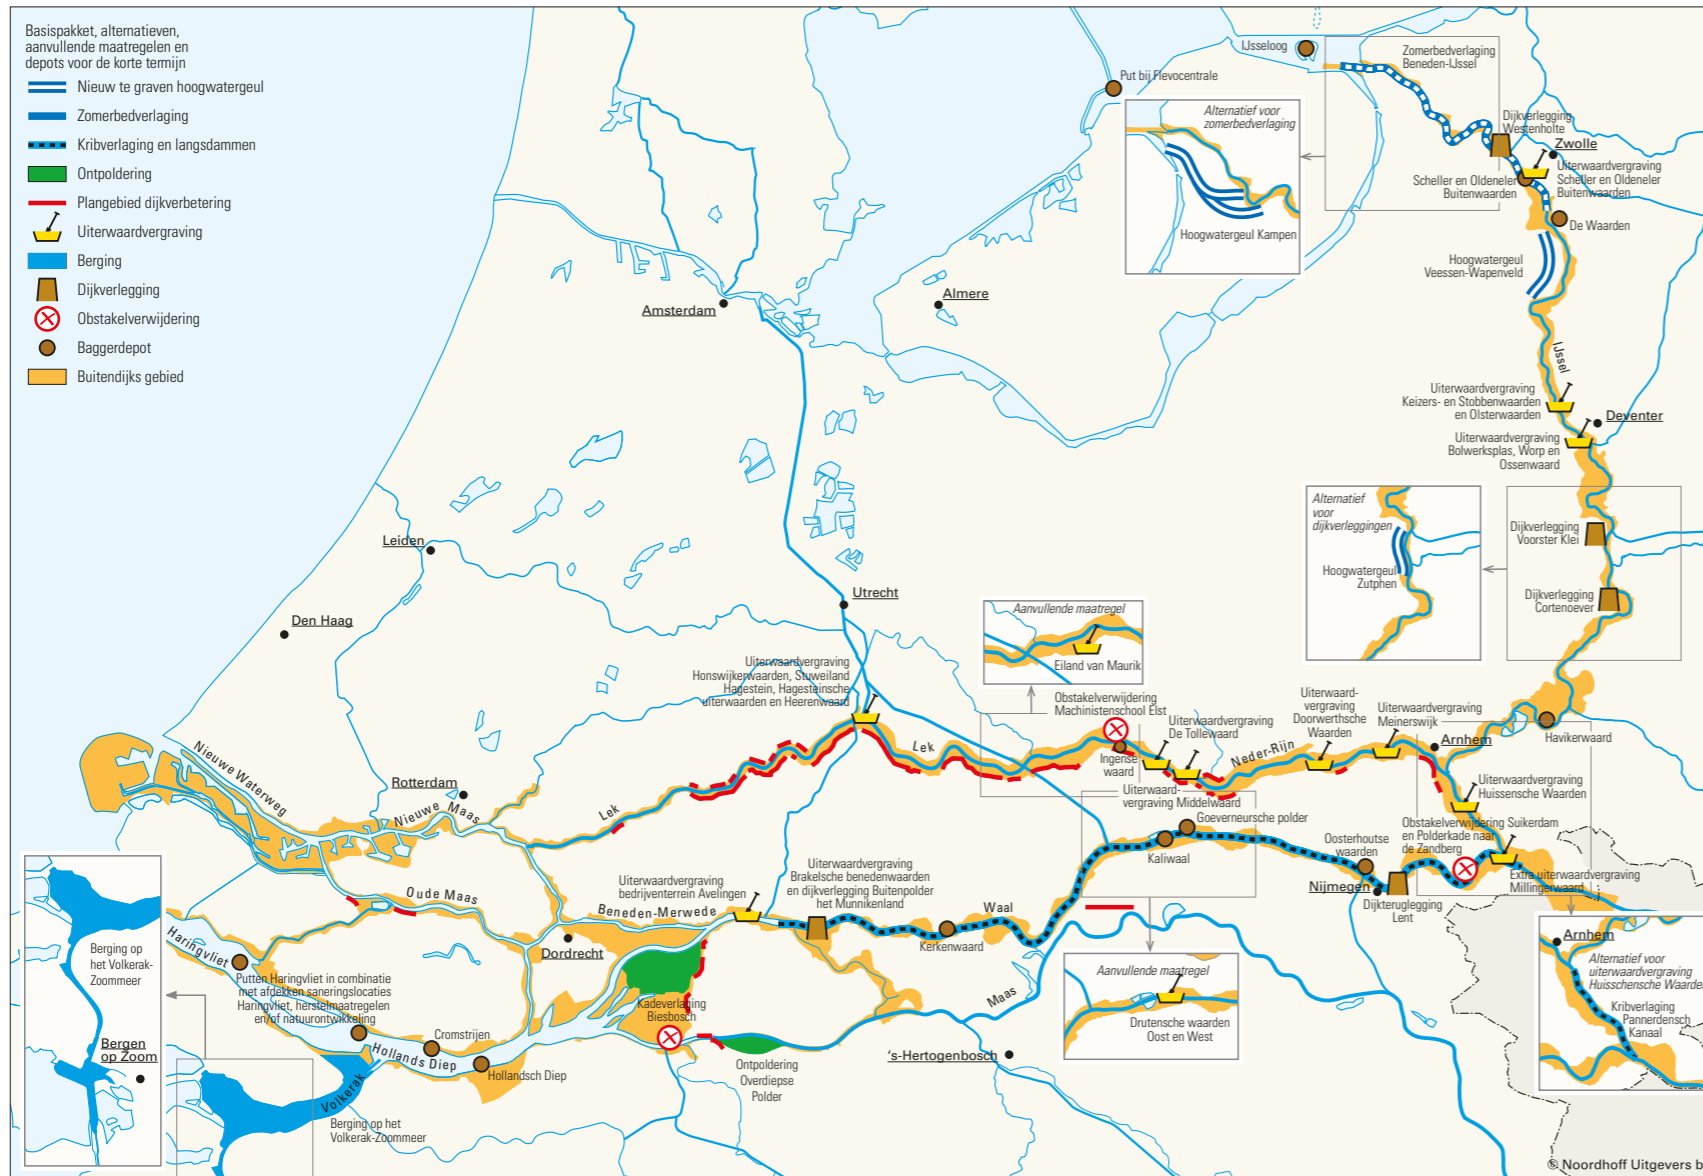 Basispakket, alternatieven,
aanvullende maatregelen en
depots voor de korte termijn
Nieuw te graven hoogwatergeul
Zomerbedverlaging
Kribverlaging en langsdammen
Ontpoldering
Plangebied dijkverbetering
Uiterwaardvergraving
Berging
Dijkverlegging
Obstakelverwijdering
Baggerdepot
Buitendijks gebied
IJsseloog
Zomerbedverlaging
Beneden-IJssel
Put bij Flevocentrale
Alternatief voor
zomerbedverlaging
Hoogwatergeul Kampen
Dijkverlegging
Westenholte
Zwolle
Uiterwaardvergraving
Scheller en Oldeneler
Buitenwaarden
Scheller en Oldeneler
Buitenwaarden
De Waarden
Hoogwatergeul
Veessen-Wapenveld
Amsterdam
Almere
IJssel
Uiterwaardvergraving
Keizers- en Stobbenwaarden
en Olsterwaarden
Deventer
Uiterwaardvergraving
Bolwerksplas, Worp en
Ossenwaard
Alternatief
voor
dijkverleggingen
Hoogwatergeul
Zutphen
Dijkverlegging
Voorster Klei
Dijkverlegging
Cortenoever
Leiden
Den Haag
Utrecht
Aanvullende maatregel
Eiland van Maurik
Uiterwaardvergraving
Honswijkerwaarden, Stuweiland
Hagestein, Hagesteinsche
uiterwaarden en Heerenwaard
Obstakelverwijdering
Machinistenschool Elst
Uiterwaardvergraving
De Tollewaard
Uiterwaard-
vergraving
Doorwerthsche
Waarden
Uiterwaardvergraving
Meinerswijk
Arnhem
Havikerwaard
Lek
Ingense
waard
Neder-Rijn
Uiterwaard-
vergraving Middelwaard
Uiterwaardvergraving
Huissensche Waarden
Nieuwe Waterweg
Rotterdam
Nieuwe Maas
Lek
Goeverneursche polder
Kaliwaal
Oosterhoutse
waarden
Obstakelverwijdering Suikerdam
en Polderkade naar
de Zandberg
Nijmegen
Dijkteruglegging
Lent
Extra uiterwaardvergraving
Millingerwaard
Oude Maas
Uiterwaardvergraving
bedrijventerrein Avelingen
Uiterwaardvergraving
Brakelsche benedenwaarden
en dijkverlegging Buitenpolder
het Munnikenland
Beneden-Merwede
Waal
Kerkenwaard
Dordrecht
Haringvliet
Berging op
het Volkerak-
Zoommeer
Bergen
op Zoom
Putten Haringvliet in combinatie
met afdekken saneringslocaties
Haringvliet, herstelmaatregelen
en/of natuurontwikkeling
Cromstrijen
Hollands Diep
Hollandsch Diep
Volkerak
Berging op het
Volkerak-Zoommeer
Kadeverlaging
Biesbosch
Ontpoldering
Overdiepse
Polder
Maas
's-Hertogenbosch
Aanvullende maatregel
Drutensche waarden
Oost en West
Arnhem
Alternatief voor
uiterwaardvergraving
Huisschensche Waarden
Kribverlaging
Pannerdensch
Kanaal
© Noordhoff Uitgevers b